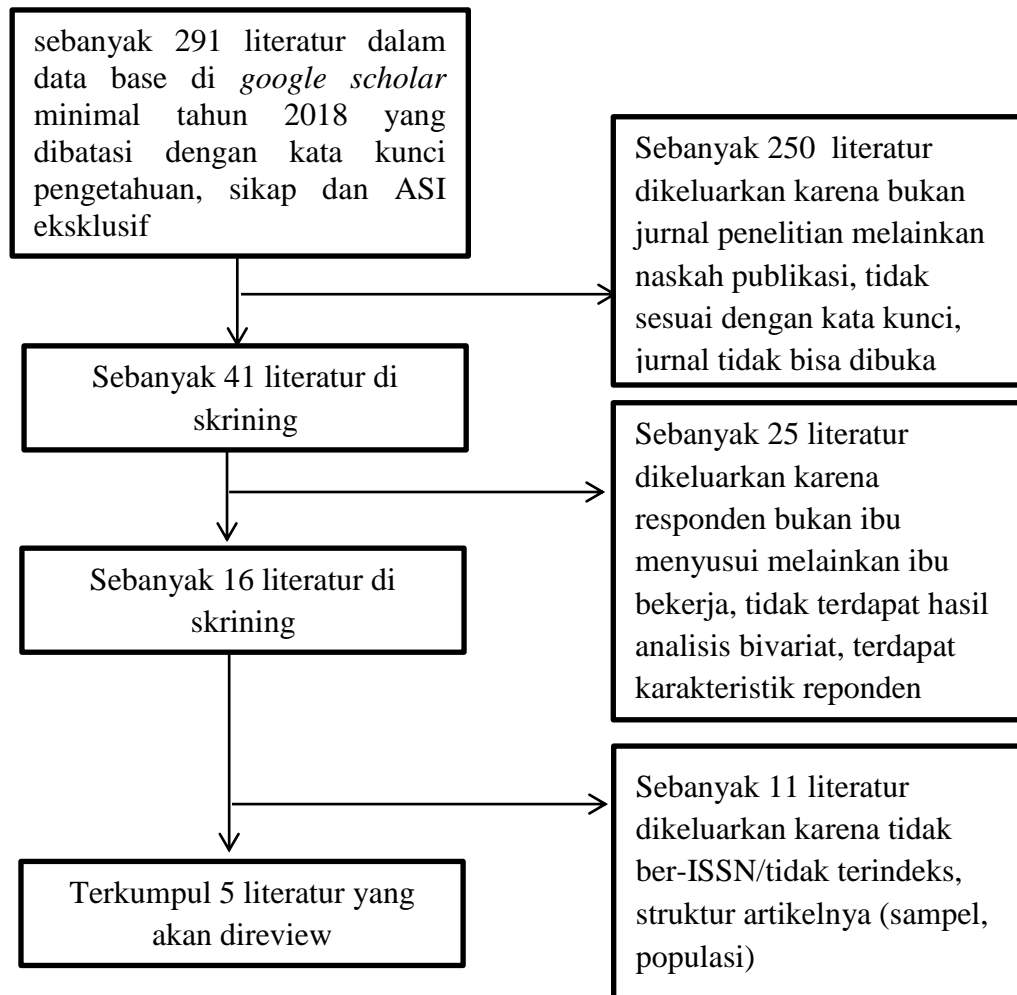 sebanyak 291 literatur dalam
data base di google scholar
minimal tahun 2018 yang
dibatasi dengan kata kunci
pengetahuan, sikap dan ASI
eksklusif
Sebanyak 250 literatur
dikeluarkan karena bukan
jurnal penelitian melainkan
naskah publikasi, tidak
sesuai dengan kata kunci,
jurnal tidak bisa dibuka
Sebanyak 41 literatur di
skrining
Sebanyak 25 literatur
dikeluarkan karena
responden bukan ibu
menyusui melainkan ibu
bekerja, tidak terdapat hasil
analisis bivariat, terdapat
karakteristik reponden
Sebanyak 16 literatur di
skrining
Sebanyak 11 literatur
dikeluarkan karena tidak
ber-ISSN/tidak terindeks,
struktur artikelnya (sampel,
populasi)
Terkumpul 5 literatur yang
akan direview